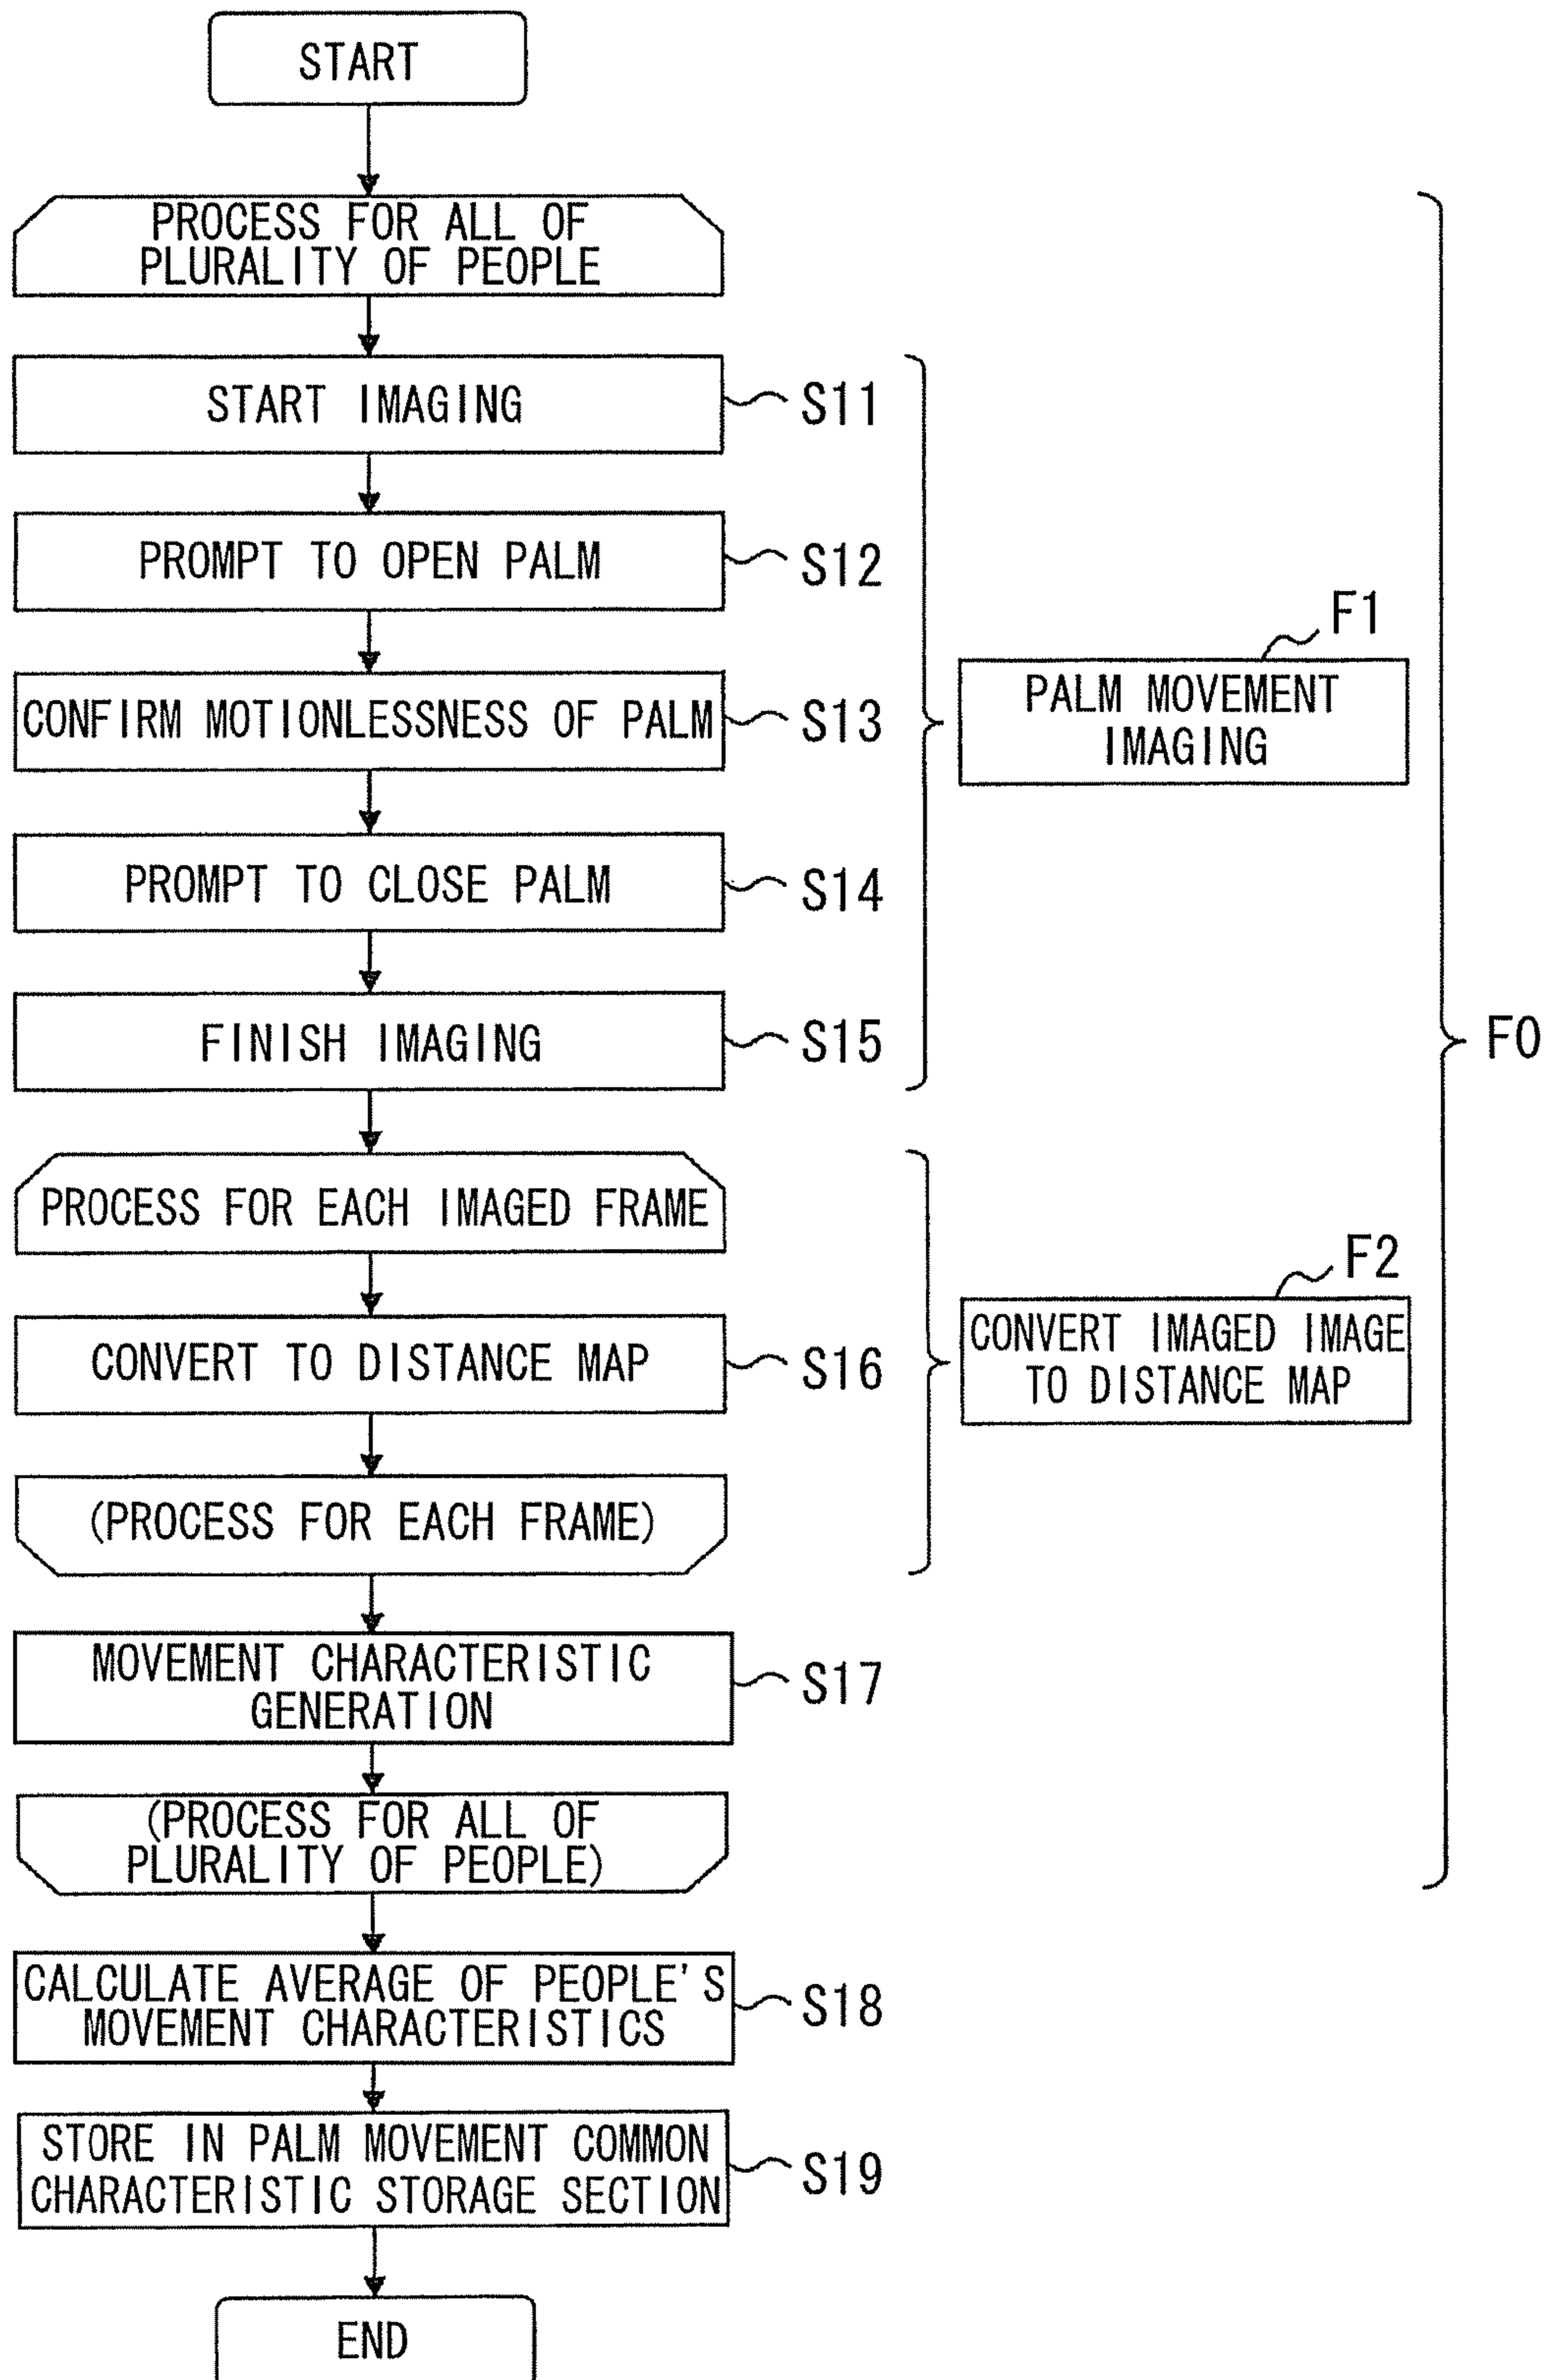 START
PROCESS FOR ALL OF
PLURALITY OF PEOPLE
START IMAGING
S11
PROMPT TO OPEN PALM
S12
F1
PALM MOVEMENT
IMAGING
CONFIRM MOTIONLESSNESS OF PALM
S13
PROMPT TO CLOSE PALM
S14
FINISH IMAGING
S15
F0
PROCESS FOR EACH IMAGED FRAME
F2
CONVERT IMAGED IMAGE
TO DISTANCE MAP
CONVERT TO DISTANCE MAP
S16
(PROCESS FOR EACH FRAME)
MOVEMENT CHARACTERISTIC
GENERATION
S17
(PROCESS FOR ALL OF
PLURALITY OF PEOPLE)
CALCULATE AVERAGE OF PEOPLE'S
MOVEMENT CHARACTERISTICS
S18
STORE IN PALM MOVEMENT COMMON
CHARACTERISTIC STORAGE SECTION
S19
END